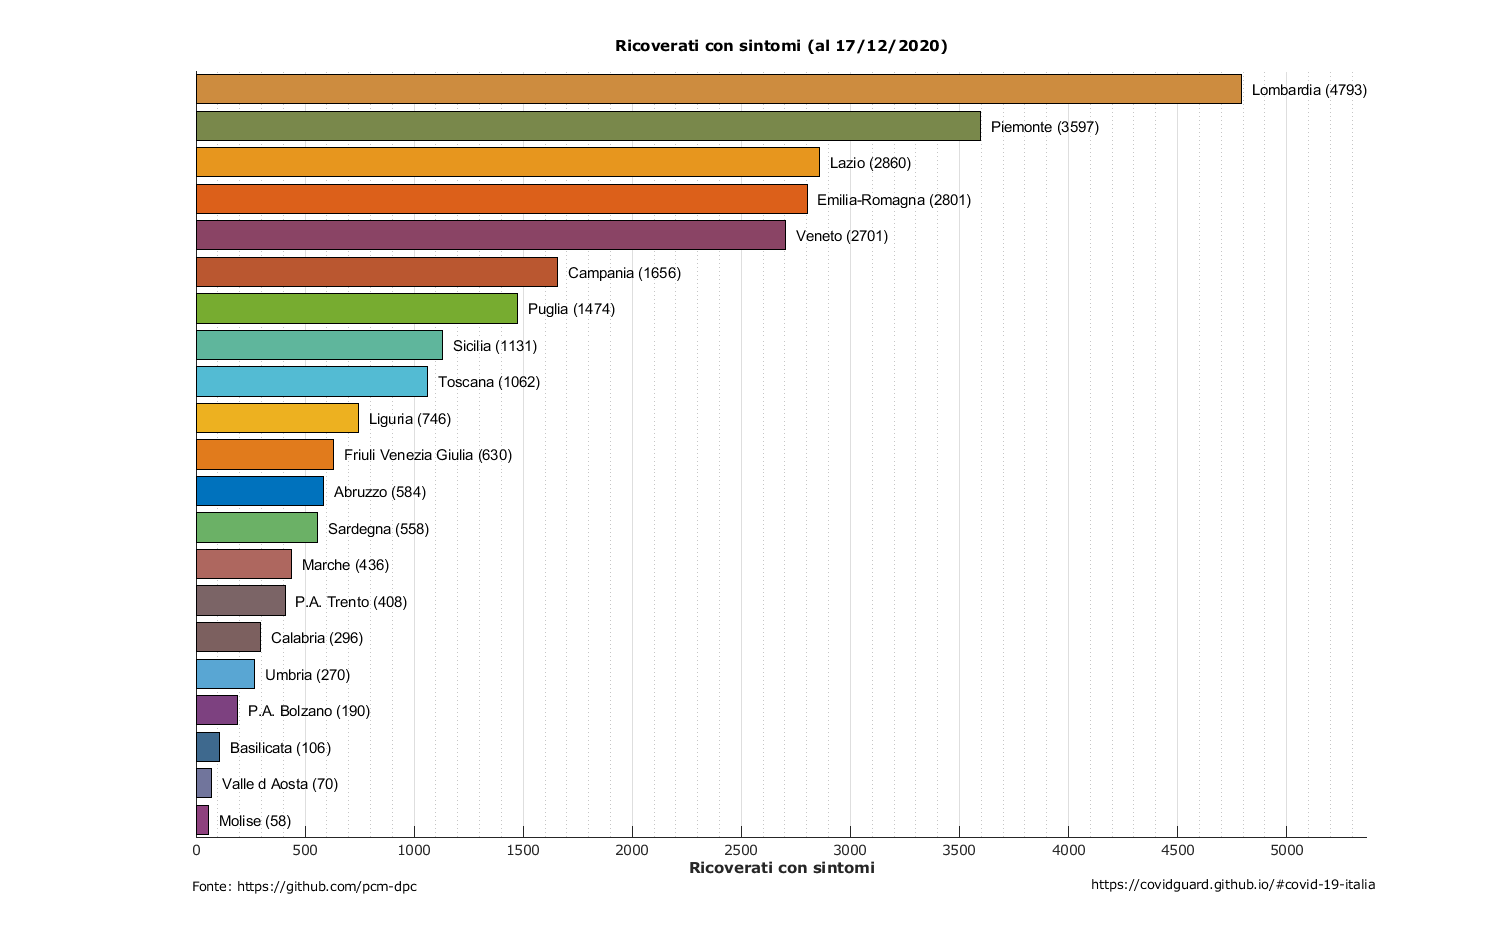 Ricoverati con sintomi (al 17/12/2020)
Lombardia (4793)
Piemonte (3597)
Lazio (2860)
Emilia-Romagna (2801)
Veneto (2701)
Campania (1656)
Puglia (1474)
Sicilia (1131)
Toscana (1062)
Liguria (746)
Friuli Venezia Giulia (630)
Abruzzo (584)
Sardegna (558)
Marche (436)
P.A. Trento (408)
Calabria (296)
Umbria (270)
P.A. Bolzano (190)
Basilicata (106)
Valle d Aosta (70)
Molise (58)
0 500 1000 1500 2000 2500 3000 3500 4000 4500 5000
Ricoverati con sintomi
Fonte: https://github.com/pcm-dpc
https://covidguard.github.io/#covid-19-italia